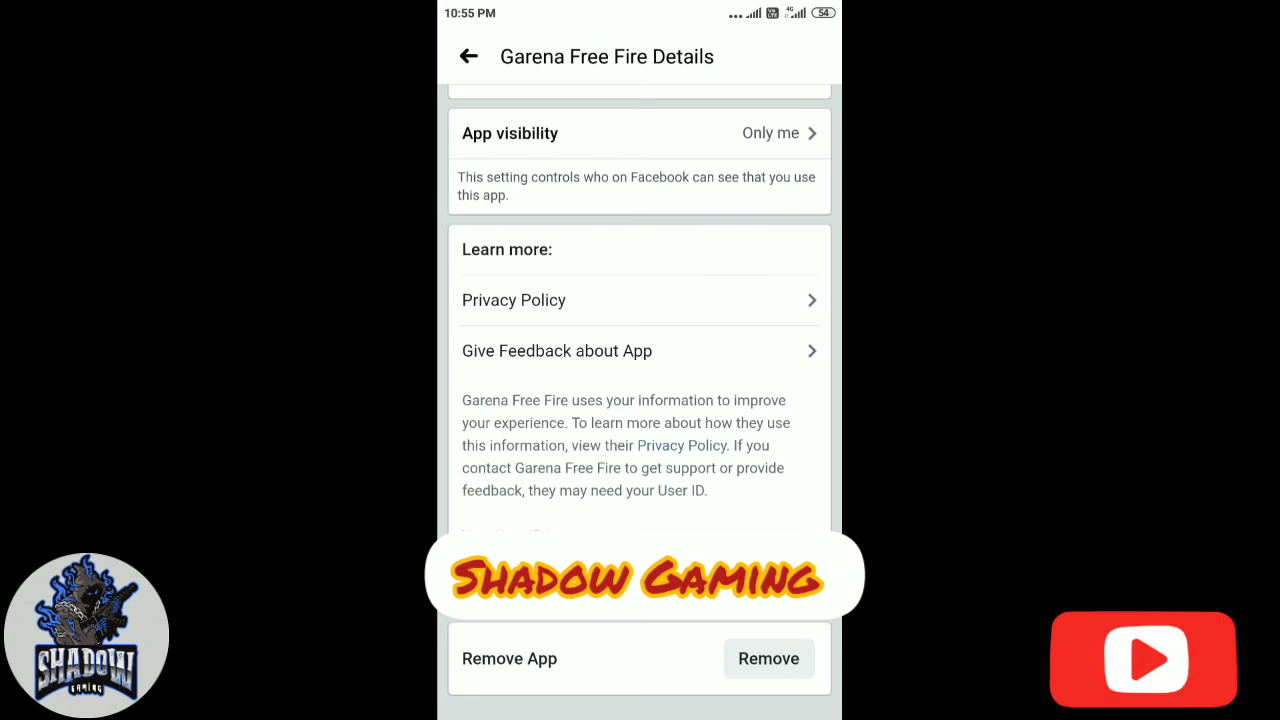 10:55 PM
4G
54
Garena Free Fire Details
App visibility
Only me
This setting controls who on Facebook can see that you use
this app.
Learn more:
Privacy Policy
Give Feedback about App
Garena Free Fire uses your information to improve
your experience. To learn more about how they use
this information, view their Privacy Policy. If you
contact Garena Free Fire to get support or provide
feedback, they may need your User ID.
Shadow Gaming
SHADOW
GAMING
Remove App
Remove